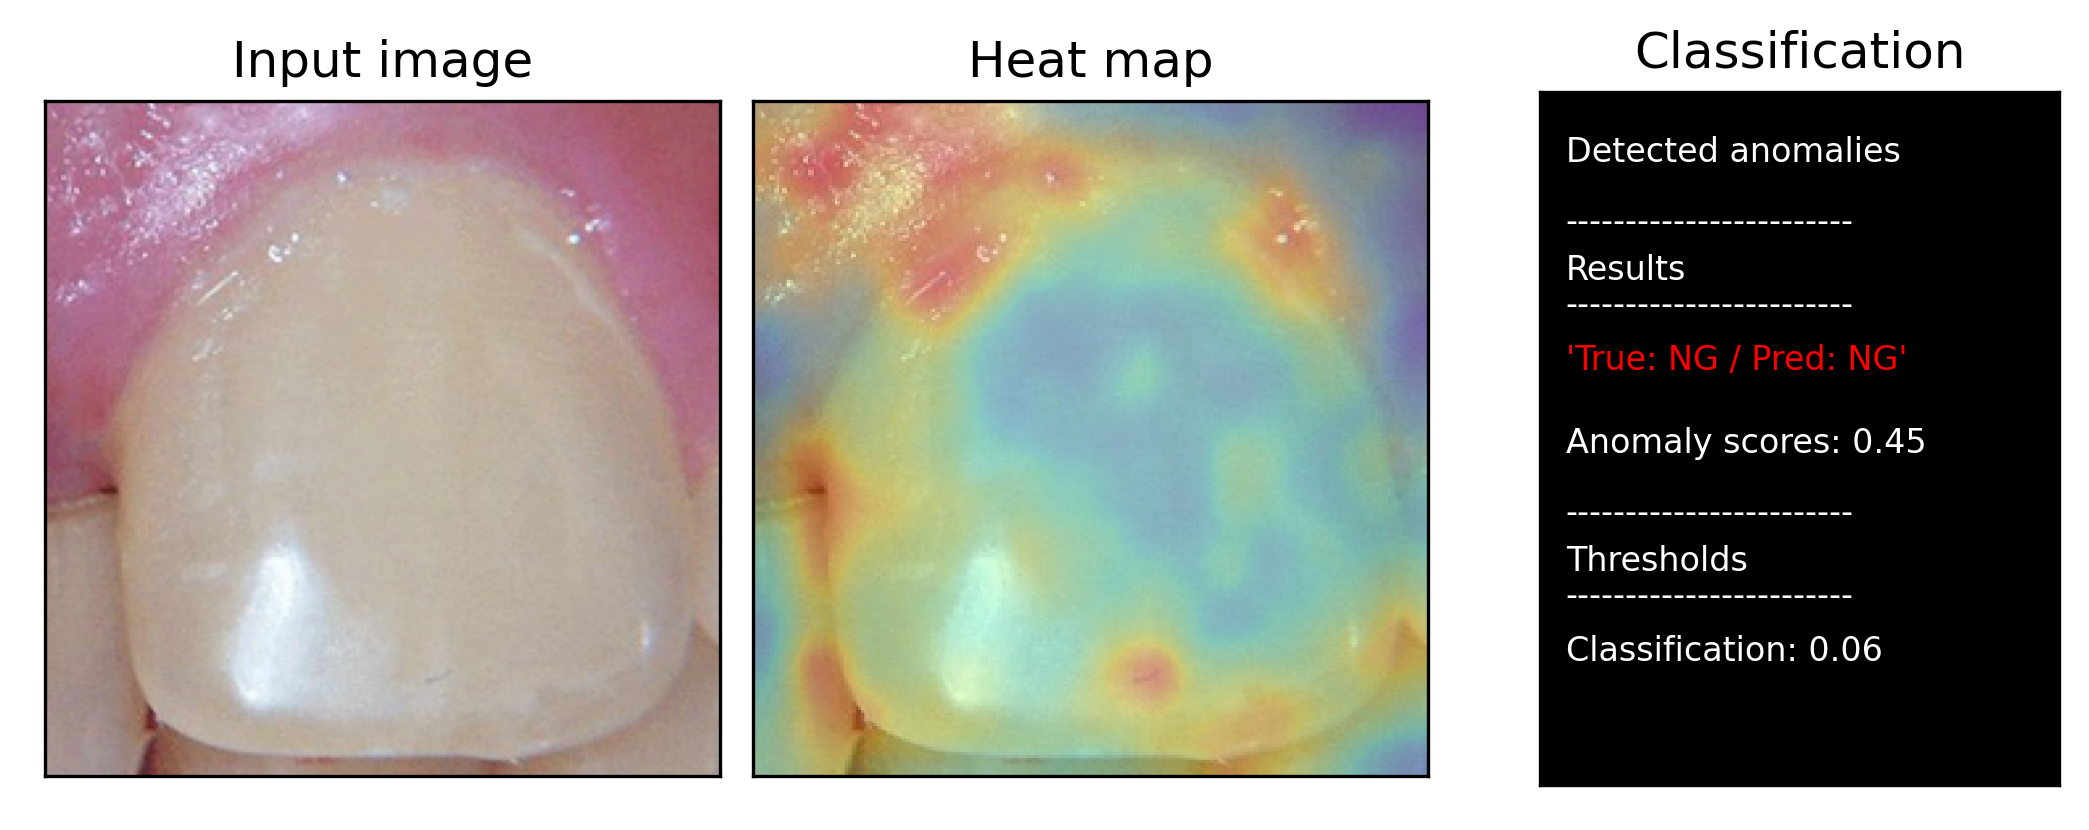 Input image
Heat map
Classification
Detected anomalies
------------------------
Results
------------------------
'True: NG / Pred: NG'
Anomaly scores: 0.45
------------------------
Thresholds
------------------------
Classification: 0.06